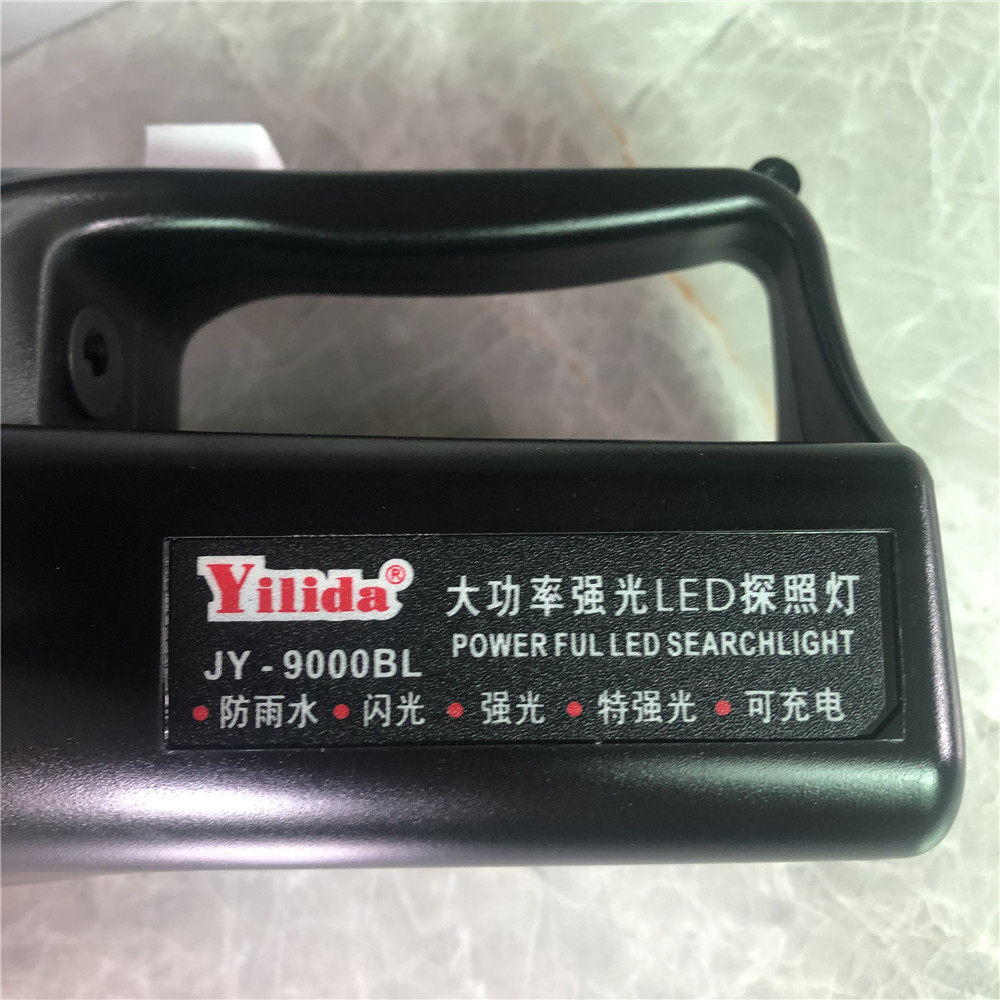 Yilida®
大功率强光LED探照灯
POWER FUL LED SEARCHLIGHT
JY - 9000BL
• 防雨水 • 闪光 • 强光 • 特强光 • 可充电